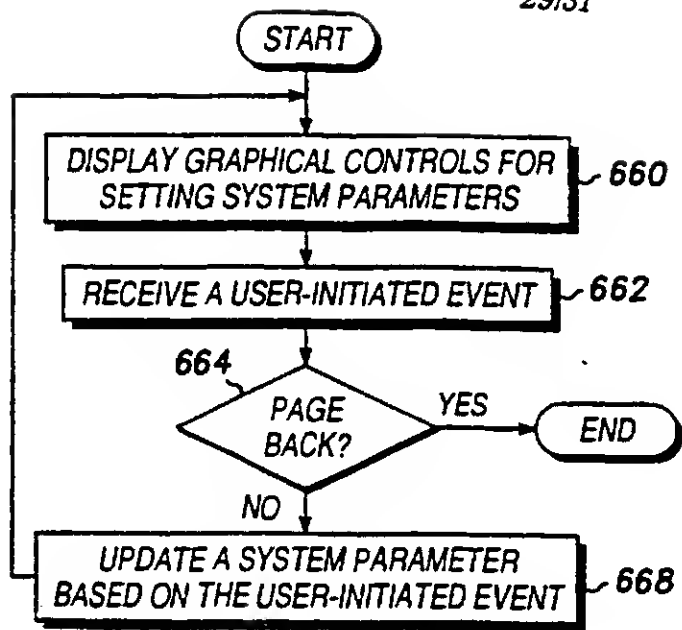 29/31
START
DISPLAY GRAPHICAL CONTROLS FOR
SETTING SYSTEM PARAMETERS
660
RECEIVE A USER-INITIATED EVENT
662
664
PAGE
BACK?
YES
END
NO
UPDATE A SYSTEM PARAMETER
BASED ON THE USER-INITIATED EVENT
668